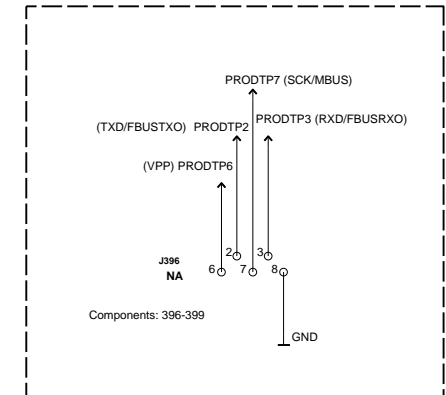 PRODTP7 (SCK/MBUS)
PRODTP3 (RXD/FBUSRXO)
(TXD/FBUSTXO) PRODTP2
(VPP) PRODTP6
2 3
J396
6 7 8
NA
Components: 396-399
GND